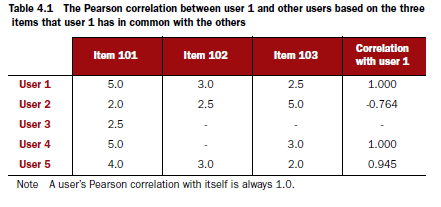 Table 4.1 The Pearson correlation between user 1 and other users based on the three
items that user 1 has in common with the others
Item 101 Item 102 Item 103 Correlation with user 1
User 1 5.0 3.0 2.5 1.000
User 2 2.0 2.5 5.0 -0.764
User 3 2.5 - - -
User 4 5.0 - 3.0 1.000
User 5 4.0 3.0 2.0 0.945
Note A user's Pearson correlation with itself is always 1.0.